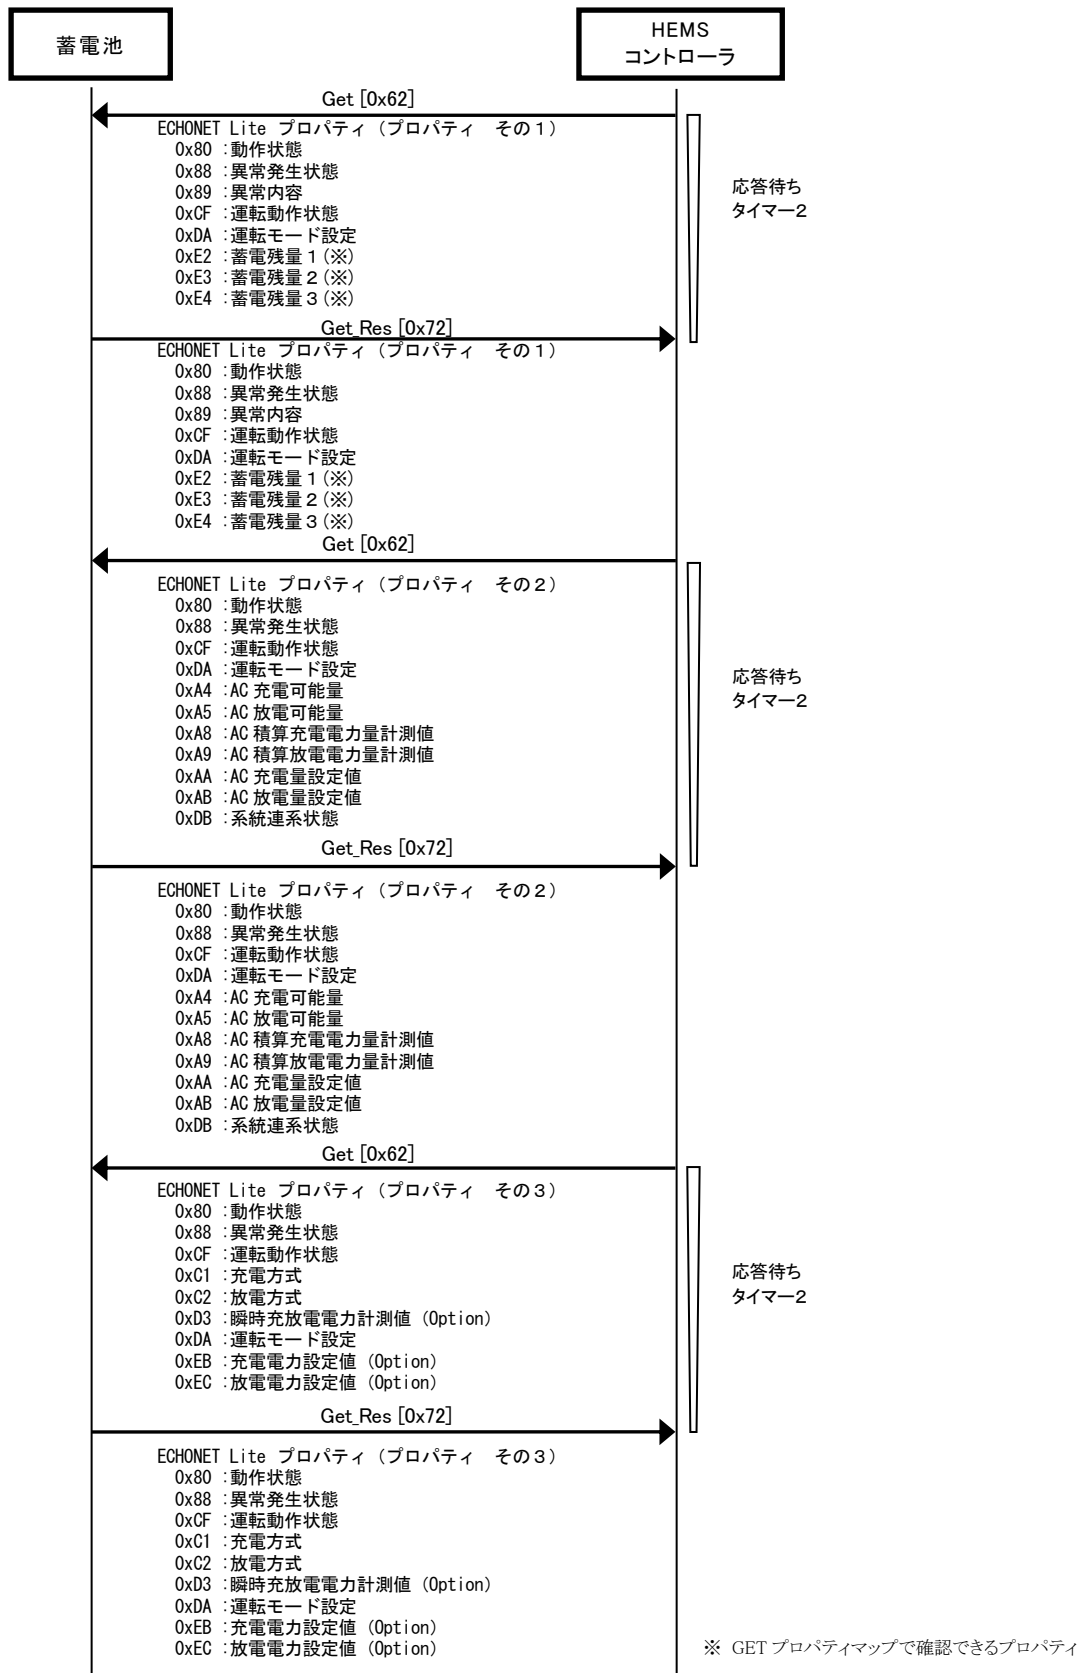 蓄電池
HEMS
コントローラ
Get [0x62]
ECHONET Lite プロパティ（プロパティ　その１）
0x80 :動作状態
0x88 :異常発生状態
0x89 :異常内容
0xCF :運転動作状態
0xDA :運転モード設定
0xE2 :蓄電残量１(※)
0xE3 :蓄電残量２(※)
0xE4 :蓄電残量３(※)
応答待ち
タイマー2
Get_Res [0x72]
ECHONET Lite プロパティ（プロパティ　その１）
0x80 :動作状態
0x88 :異常発生状態
0x89 :異常内容
0xCF :運転動作状態
0xDA :運転モード設定
0xE2 :蓄電残量１(※)
0xE3 :蓄電残量２(※)
0xE4 :蓄電残量３(※)
Get [0x62]
ECHONET Lite プロパティ（プロパティ　その２）
0x80 :動作状態
0x88 :異常発生状態
0xCF :運転動作状態
0xDA :運転モード設定
0xA4 :AC 充電可能量
0xA5 :AC 放電可能量
0xA8 :AC 積算充電電力量計測値
0xA9 :AC 積算放電電力量計測値
0xAA :AC 充電量設定値
0xAB :AC 放電量設定値
0xDB :系統連系状態
応答待ち
タイマー2
Get_Res [0x72]
ECHONET Lite プロパティ（プロパティ　その２）
0x80 :動作状態
0x88 :異常発生状態
0xCF :運転動作状態
0xDA :運転モード設定
0xA4 :AC 充電可能量
0xA5 :AC 放電可能量
0xA8 :AC 積算充電電力量計測値
0xA9 :AC 積算放電電力量計測値
0xAA :AC 充電量設定値
0xAB :AC 放電量設定値
0xDB :系統連系状態
Get [0x62]
ECHONET Lite プロパティ（プロパティ　その３）
0x80 :動作状態
0x88 :異常発生状態
0xCF :運転動作状態
0xC1 :充電方式
0xC2 :放電方式
0xD3 :瞬時充放電電力計測値 (Option)
0xDA :運転モード設定
0xEB :充電電力設定値 (Option)
0xEC :放電電力設定値 (Option)
応答待ち
タイマー2
Get_Res [0x72]
ECHONET Lite プロパティ（プロパティ　その３）
0x80 :動作状態
0x88 :異常発生状態
0xCF :運転動作状態
0xC1 :充電方式
0xC2 :放電方式
0xD3 :瞬時充放電電力計測値 (Option)
0xDA :運転モード設定
0xEB :充電電力設定値 (Option)
0xEC :放電電力設定値 (Option)
※ GET プロパティマップで確認できるプロパティ